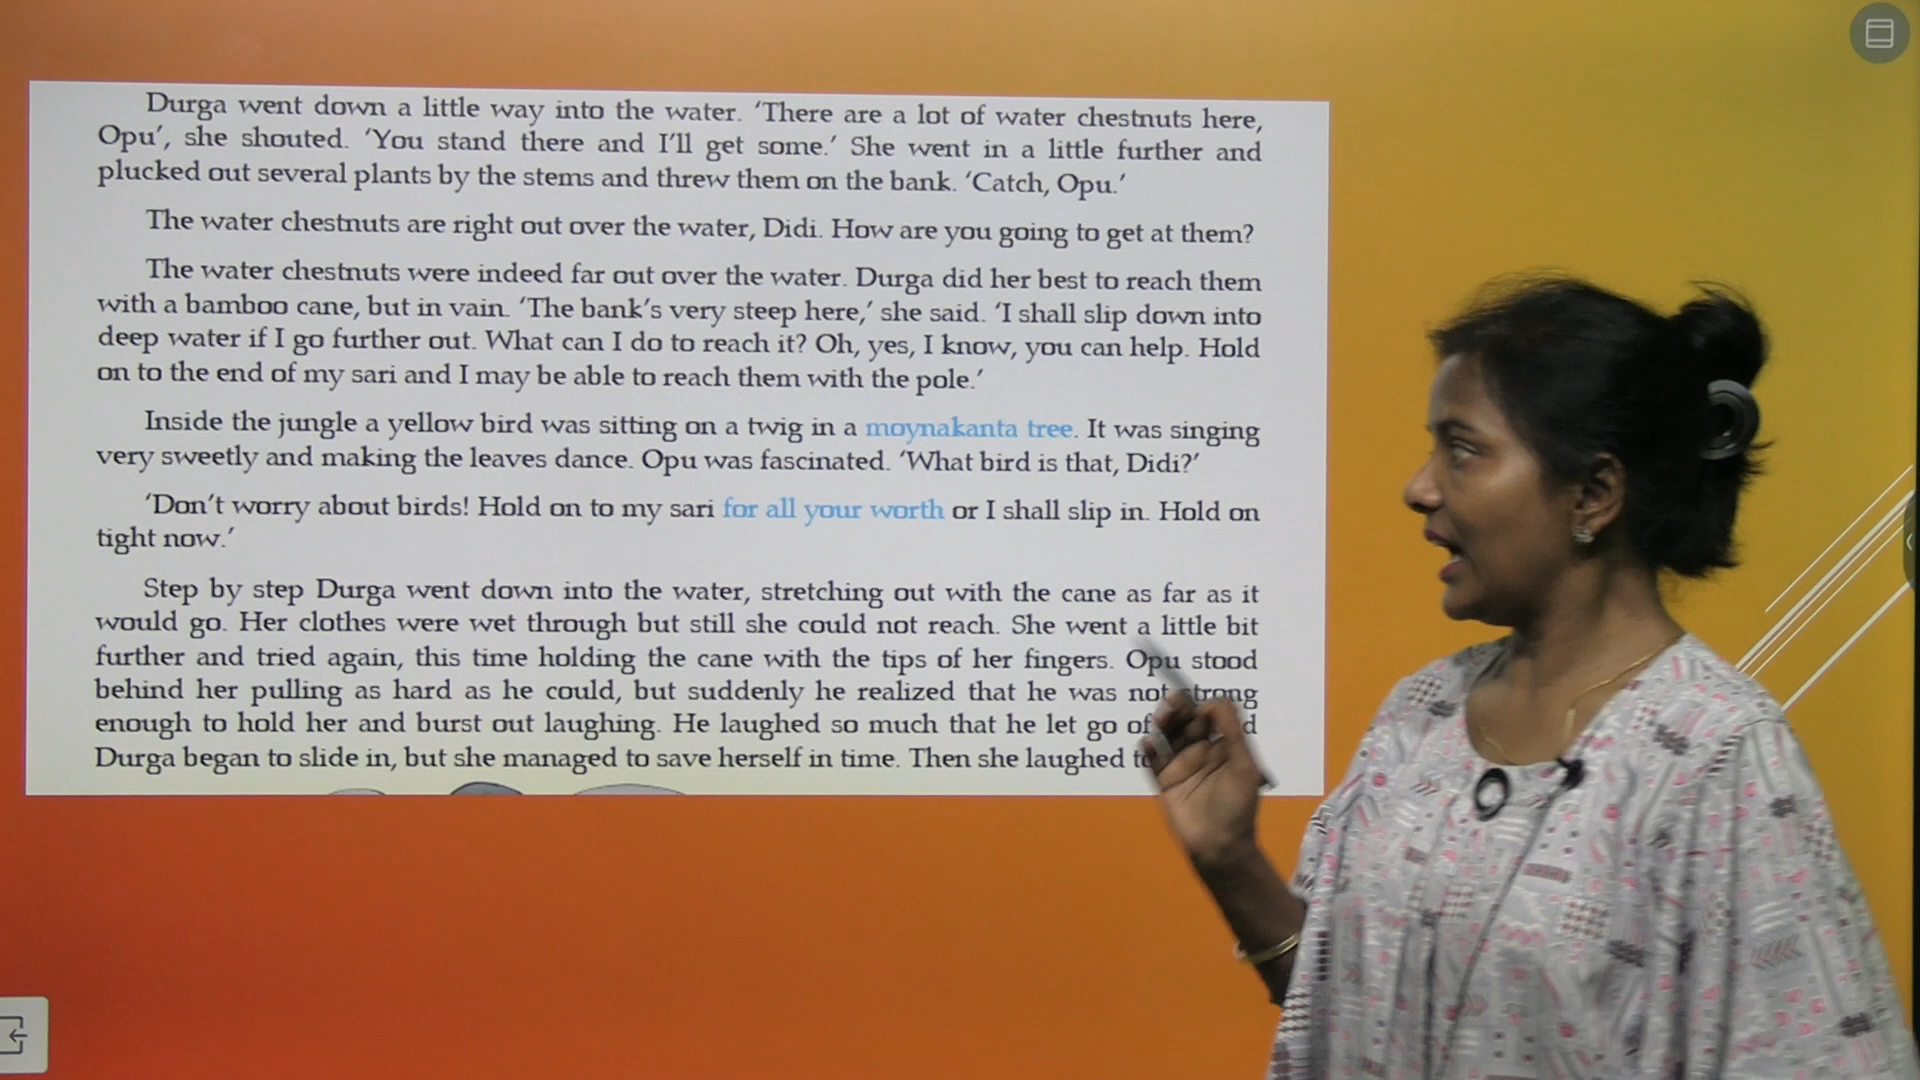 Durga went down a little way into the water. ‘There are a lot of water chestnuts here,
Opu’, she shouted. ‘You stand there and I’ll get some.’ She went in a little further and
plucked out several plants by the stems and threw them on the bank. ‘Catch, Opu.’
The water chestnuts are right out over the water, Didi. How are you going to get at them?
The water chestnuts were indeed far out over the water. Durga did her best to reach them
with a bamboo cane, but in vain. ‘The bank’s very steep here,’ she said. ‘I shall slip down into
deep water if I go further out. What can I do to reach it? Oh, yes, I know, you can help. Hold
on to the end of my sari and I may be able to reach them with the pole.’
Inside the jungle a yellow bird was sitting on a twig in a moynakanta tree. It was singing
very sweetly and making the leaves dance. Opu was fascinated. ‘What bird is that, Didi?’
‘Don’t worry about birds! Hold on to my sari for all your worth or I shall slip in. Hold on
tight now.’
Step by step Durga went down into the water, stretching out with the cane as far as it
would go. Her clothes were wet through but still she could not reach. She went a little bit
further and tried again, this time holding the cane with the tips of her fingers. Opu stood
behind her pulling as hard as he could, but suddenly he realized that he was not strong
enough to hold her and burst out laughing. He laughed so much that he let go of
Durga began to slide in, but she managed to save herself in time. Then she laughed